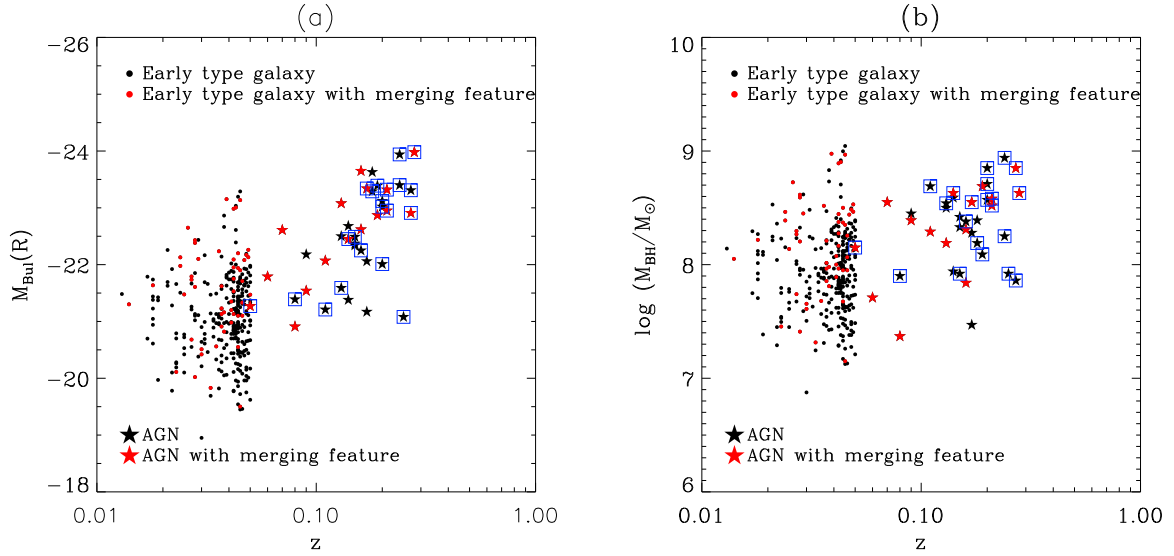 (a)
−26
−24
−22
−20
−18
M_Bul(R)
Early type galaxy
Early type galaxy with merging feature
AGN
AGN with merging feature
0.01
0.10
1.00
z
(b)
10
9
8
7
6
log (M_BH/M_⊙)
Early type galaxy
Early type galaxy with merging feature
AGN
AGN with merging feature
0.01
0.10
1.00
z